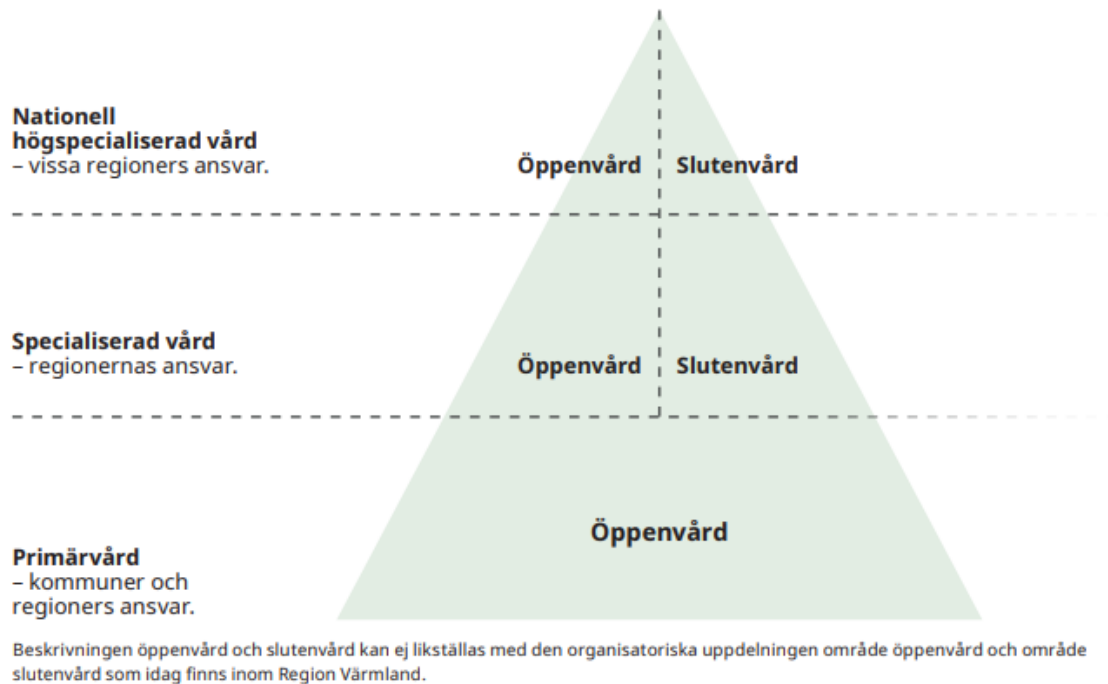 Nationell
högspecialiserad vård
– vissa regioners ansvar.
Öppenvård
Slutenvård
Specialiserad vård
– regionernas ansvar.
Öppenvård
Slutenvård
Öppenvård
Primärvård
– kommuner och
regioners ansvar.
Beskrivningen öppenvård och slutenvård kan ej likställas med den organisatoriska uppdelningen område öppenvård och område
slutenvård som idag finns inom Region Värmland.